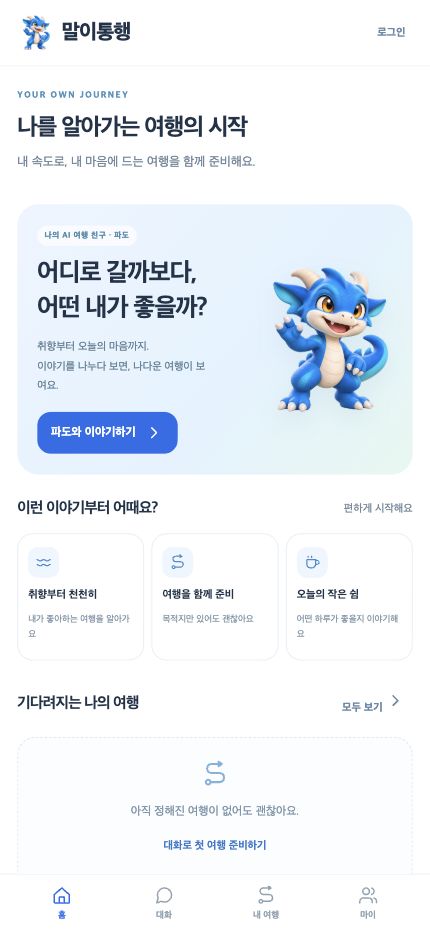 말이통행
로그인
YOUR OWN JOURNEY
나를 알아가는 여행의 시작
내 속도로, 내 마음에 드는 여행을 함께 준비해요.
나의 AI 여행 친구 · 파도
어디로 갈까보다,
어떤 내가 좋을까?
취향부터 오늘의 마음까지.
이야기를 나누다 보면, 나다운 여행이 보
여요.
파도와 이야기하기
이런 이야기부터 어때요?
편하게 시작해요
취향부터 천천히
내가 좋아하는 여행을 알아가
요
여행을 함께 준비
목적지만 있어도 괜찮아요
오늘의 작은 쉼
어떤 하루가 좋을지 이야기해
요
기다려지는 나의 여행
모두 보기
아직 정해진 여행이 없어도 괜찮아요.
대화로 첫 여행 준비하기
홈
대화
내 여행
마이